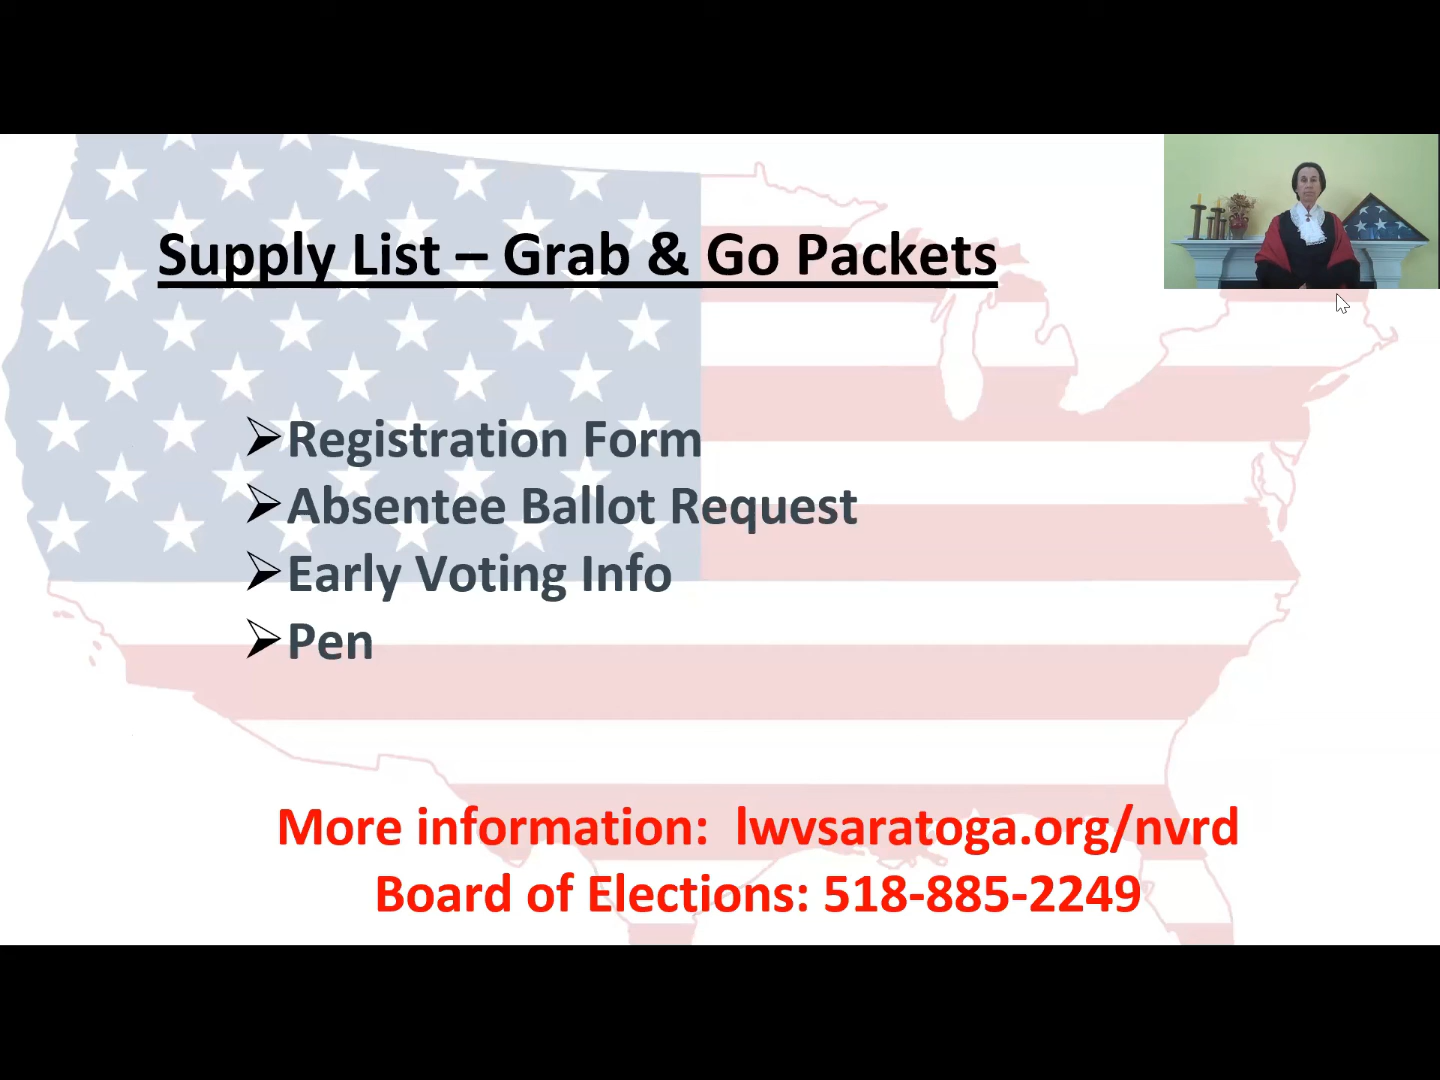 Supply List – Grab & Go Packets
➢Registration Form
➢Absentee Ballot Request
➢Early Voting Info
➢Pen
More information:  lwvsaratoga.org/nvrd
Board of Elections: 518-885-2249